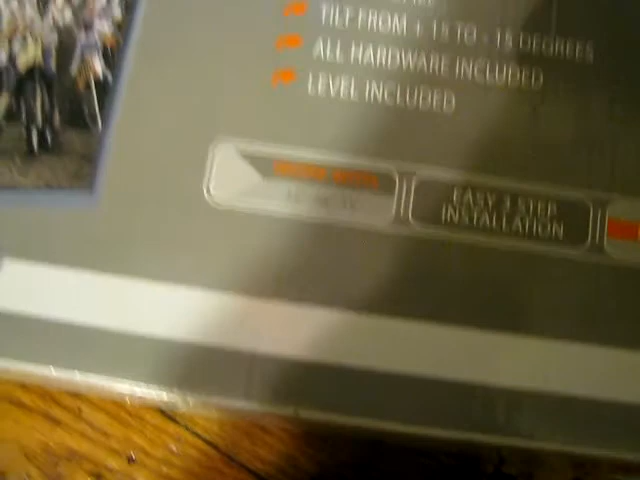 TILT FROM + 15 TO - 15 DEGREES
ALL HARDWARE INCLUDED
LEVEL INCLUDED
EASY 3 STEP
INSTALLATION